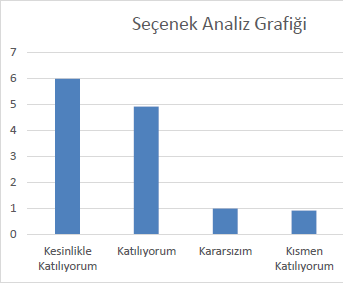 Seçenek Analiz Grafiği
7
6
5
4
3
2
1
0
Kesinlikle
Katılıyorum
Katılıyorum
Kararsızım
Kısmen
Katılıyorum